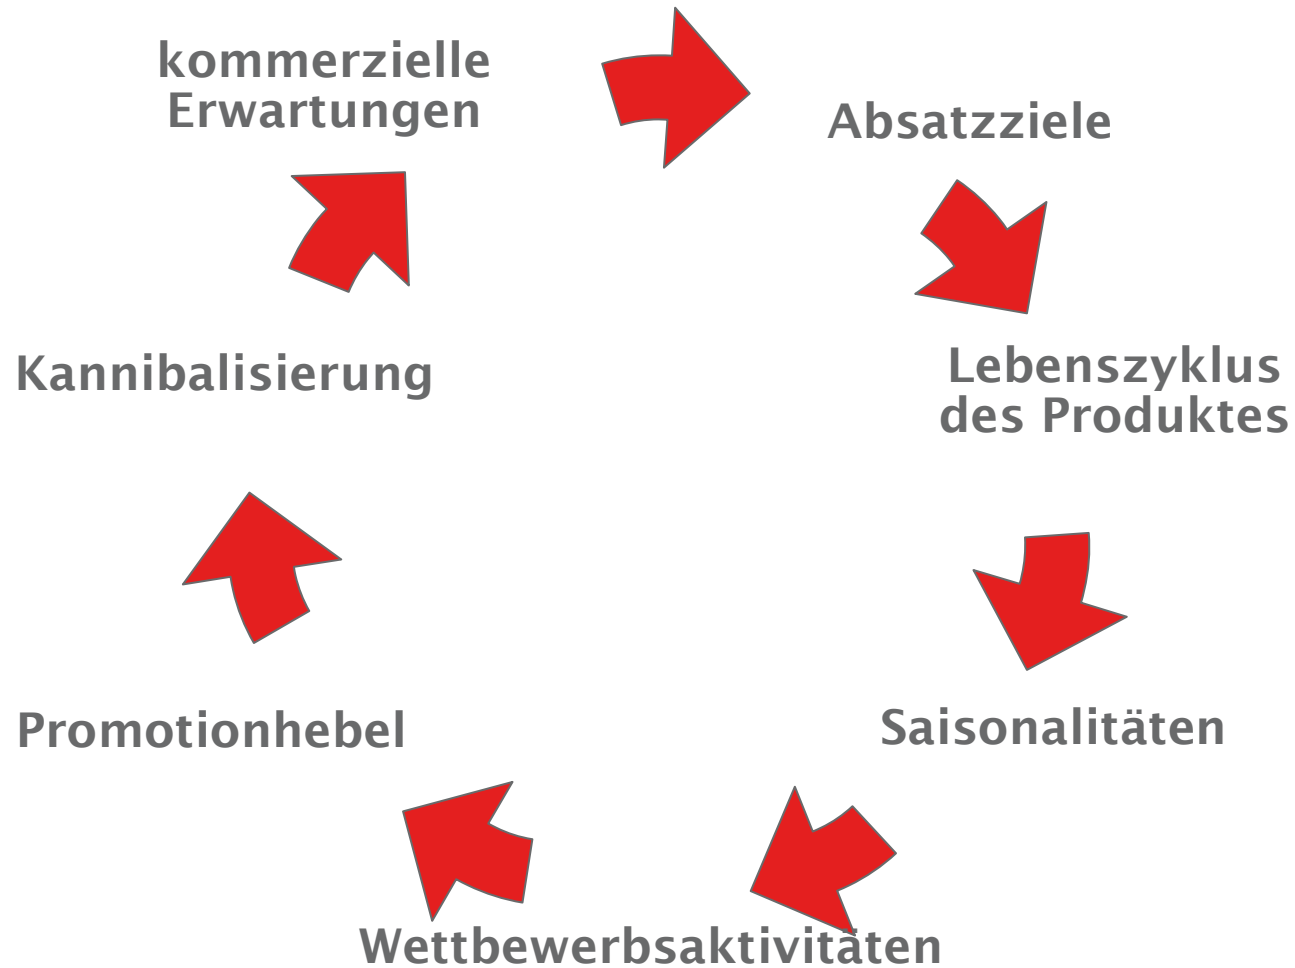 kommerzielle
Erwartungen
Absatzziele
Lebenszyklus
des Produktes
Saisonalitäten
Wettbewerbsaktivitäten
Promotionhebel
Kannibalisierung